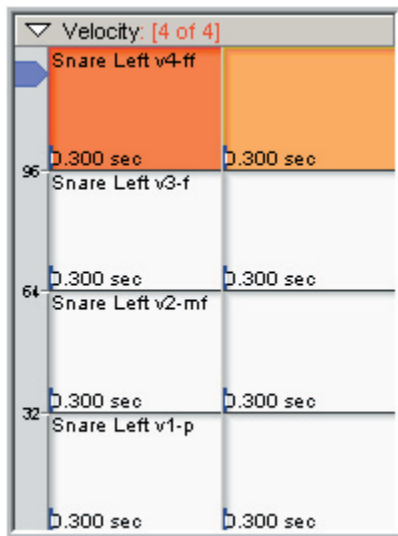 Velocity: [4 of 4]
Snare Left v4-ff
0.300 sec 0.300 sec
96
Snare Left v3-f
0.300 sec 0.300 sec
64
Snare Left v2-mf
0.300 sec 0.300 sec
32
Snare Left v1-p
0.300 sec 0.300 sec